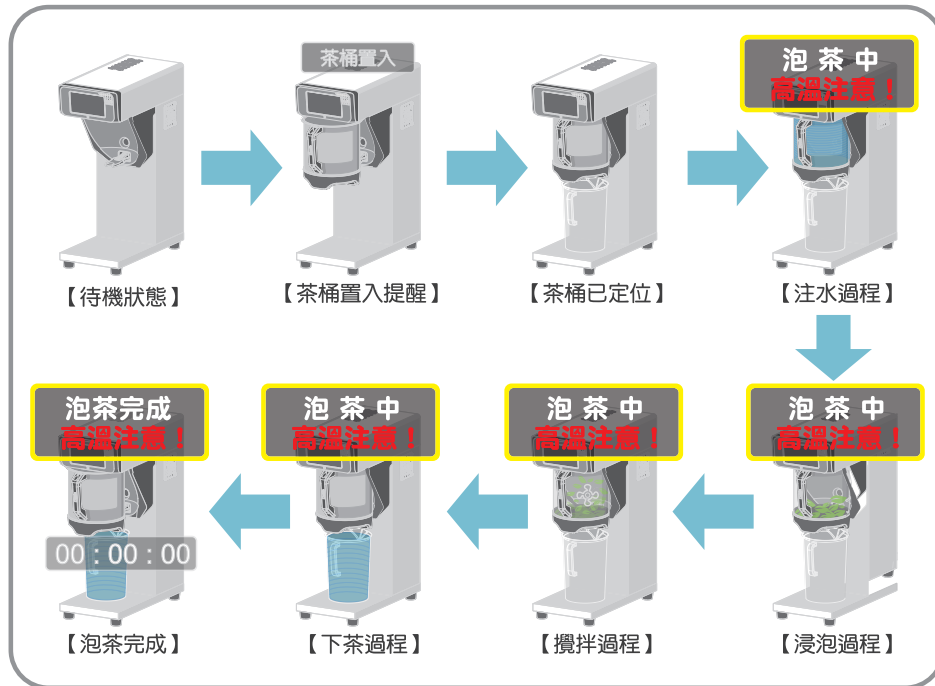 茶桶置入
泡茶中
高溫注意！
【待機狀態】
【茶桶置入提醒】
【茶桶已定位】
【注水過程】
泡茶完成
高溫注意！
泡茶中
高溫注意！
泡茶中
高溫注意！
泡茶中
高溫注意！
00:00:00
【泡茶完成】
【下茶過程】
【攪拌過程】
【浸泡過程】